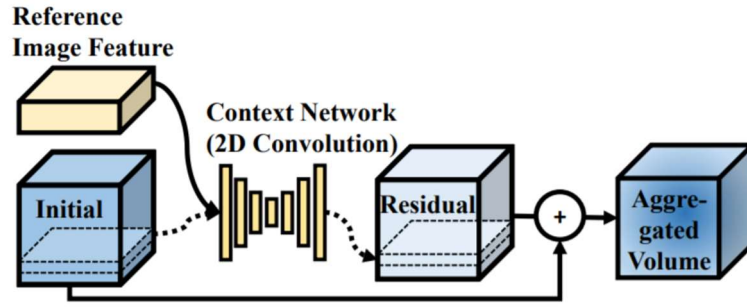 Reference
Image Feature
Context Network
(2D Convolution)
Initial
Residual
+
Aggre-
gated
Volume